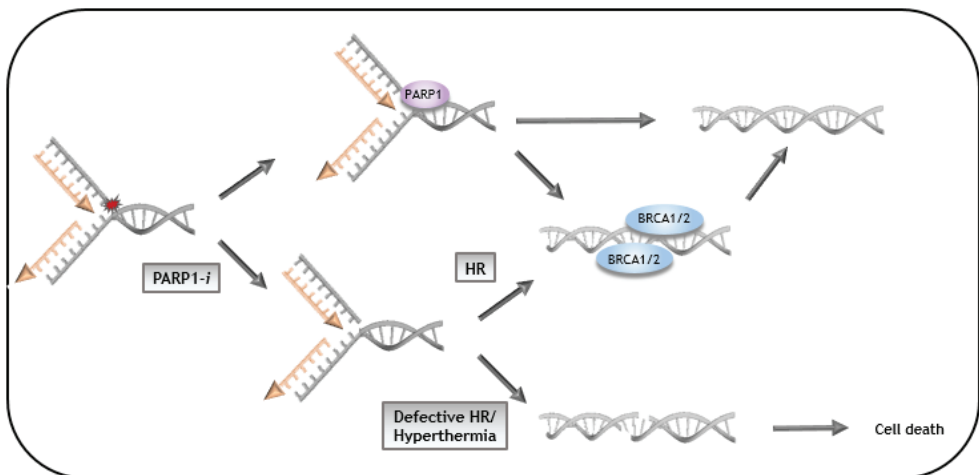 PARP1
BRCA1/2
BRCA1/2
PARP1-i
HR
Defective HR/
Hyperthermia
Cell death